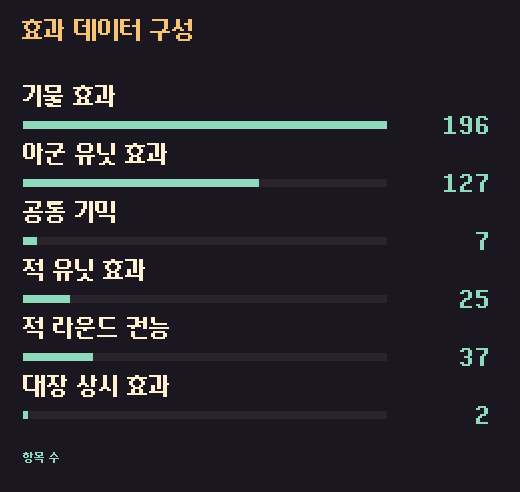 효과 데이터 구성
기물 효과
196
아군 유닛 효과
127
공통 기믹
7
적 유닛 효과
25
적 라운드 권능
37
대장 상시 효과
2
항목 수